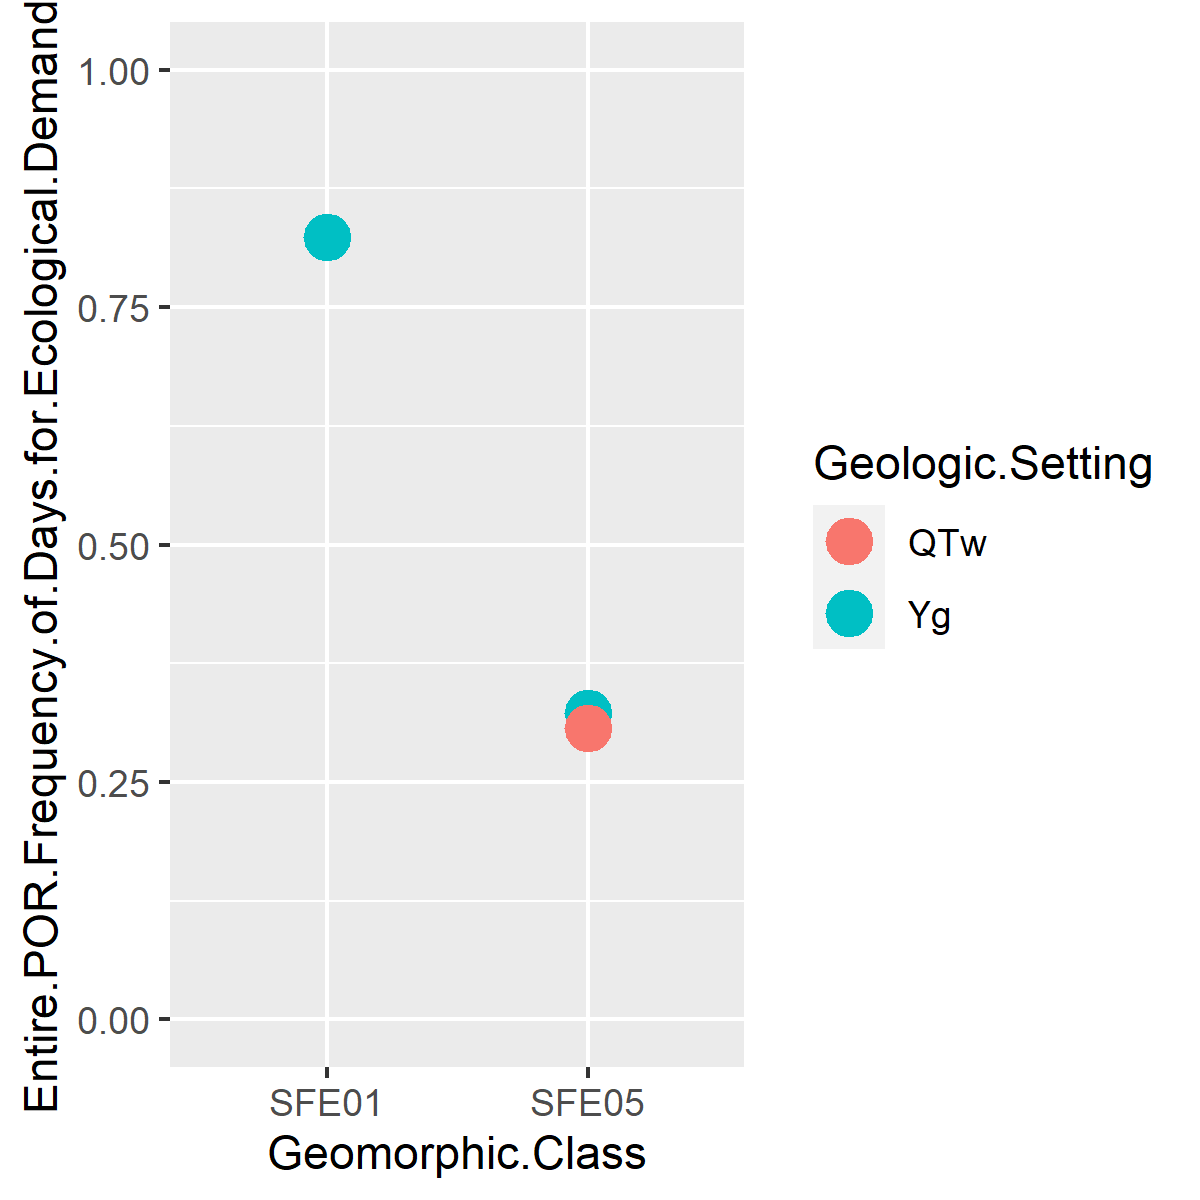 Entire.POR.Frequency.of.Days.for.Ecological.Demand
1.00
0.75
0.50
0.25
0.00
SFE01
SFE05
Geomorphic.Class
Geologic.Setting
QTw
Yg